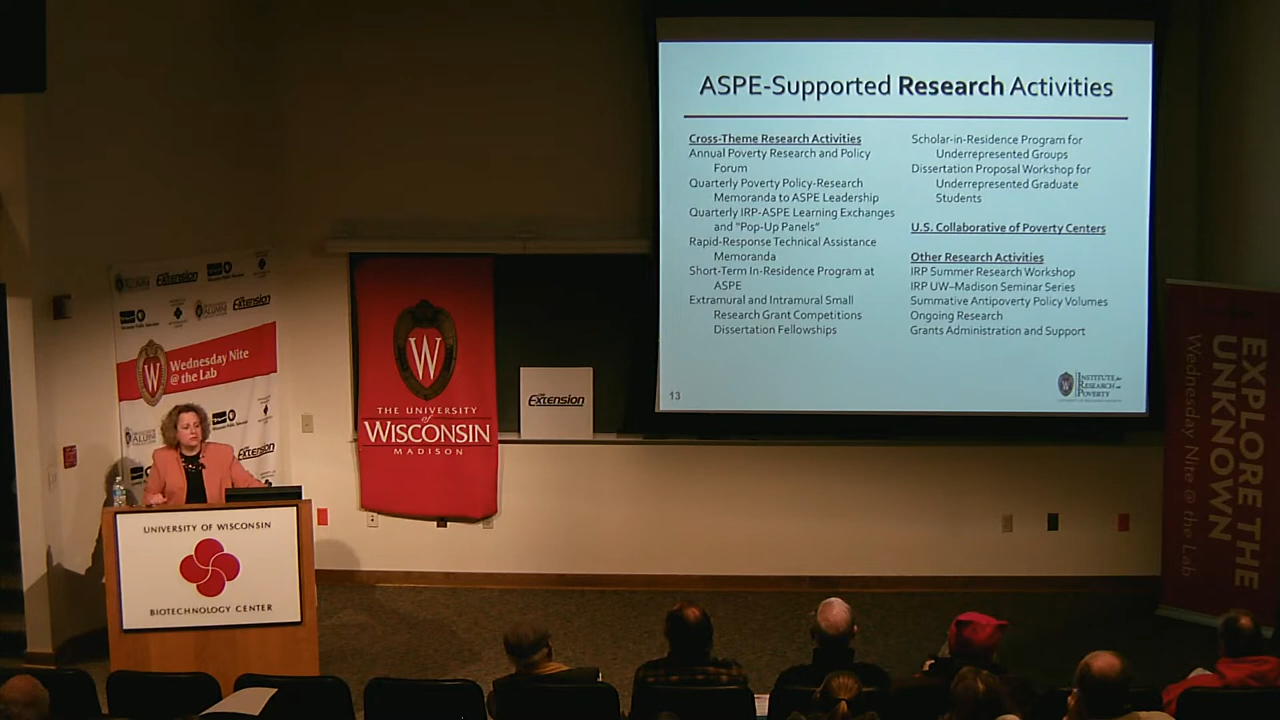 ASPE-Supported Research Activities
Cross-Theme Research Activities
Annual Poverty Research and Policy
Forum
Quarterly Poverty Policy-Research
Memoranda to ASPE Leadership
Quarterly IRP-ASPE Learning Exchanges
and "Pop-Up Panels"
Rapid-Response Technical Assistance
Memoranda
Short-Term In-Residence Program at
ASPE
Extramural and Intramural Small
Research Grant Competitions
Dissertation Fellowships
Scholar-in-Residence Program for
Underrepresented Groups
Dissertation Proposal Workshop for
Underrepresented Graduate
Students
U.S. Collaborative of Poverty Centers
Other Research Activities
IRP Summer Research Workshop
IRP UW–Madison Seminar Series
Summative Antipoverty Policy Volumes
Ongoing Research
Grants Administration and Support
13
INSTITUTE for
RESEARCH on
POVERTY
Extension
Extension
Wednesday Nite
@ the Lab
Extension
W
THE UNIVERSITY
of
WISCONSIN
MADISON
Extension
UNIVERSITY OF WISCONSIN
BIOTECHNOLOGY CENTER
EXPLORE THE
UNKNOWN
Wednesday Nite @ the Lab